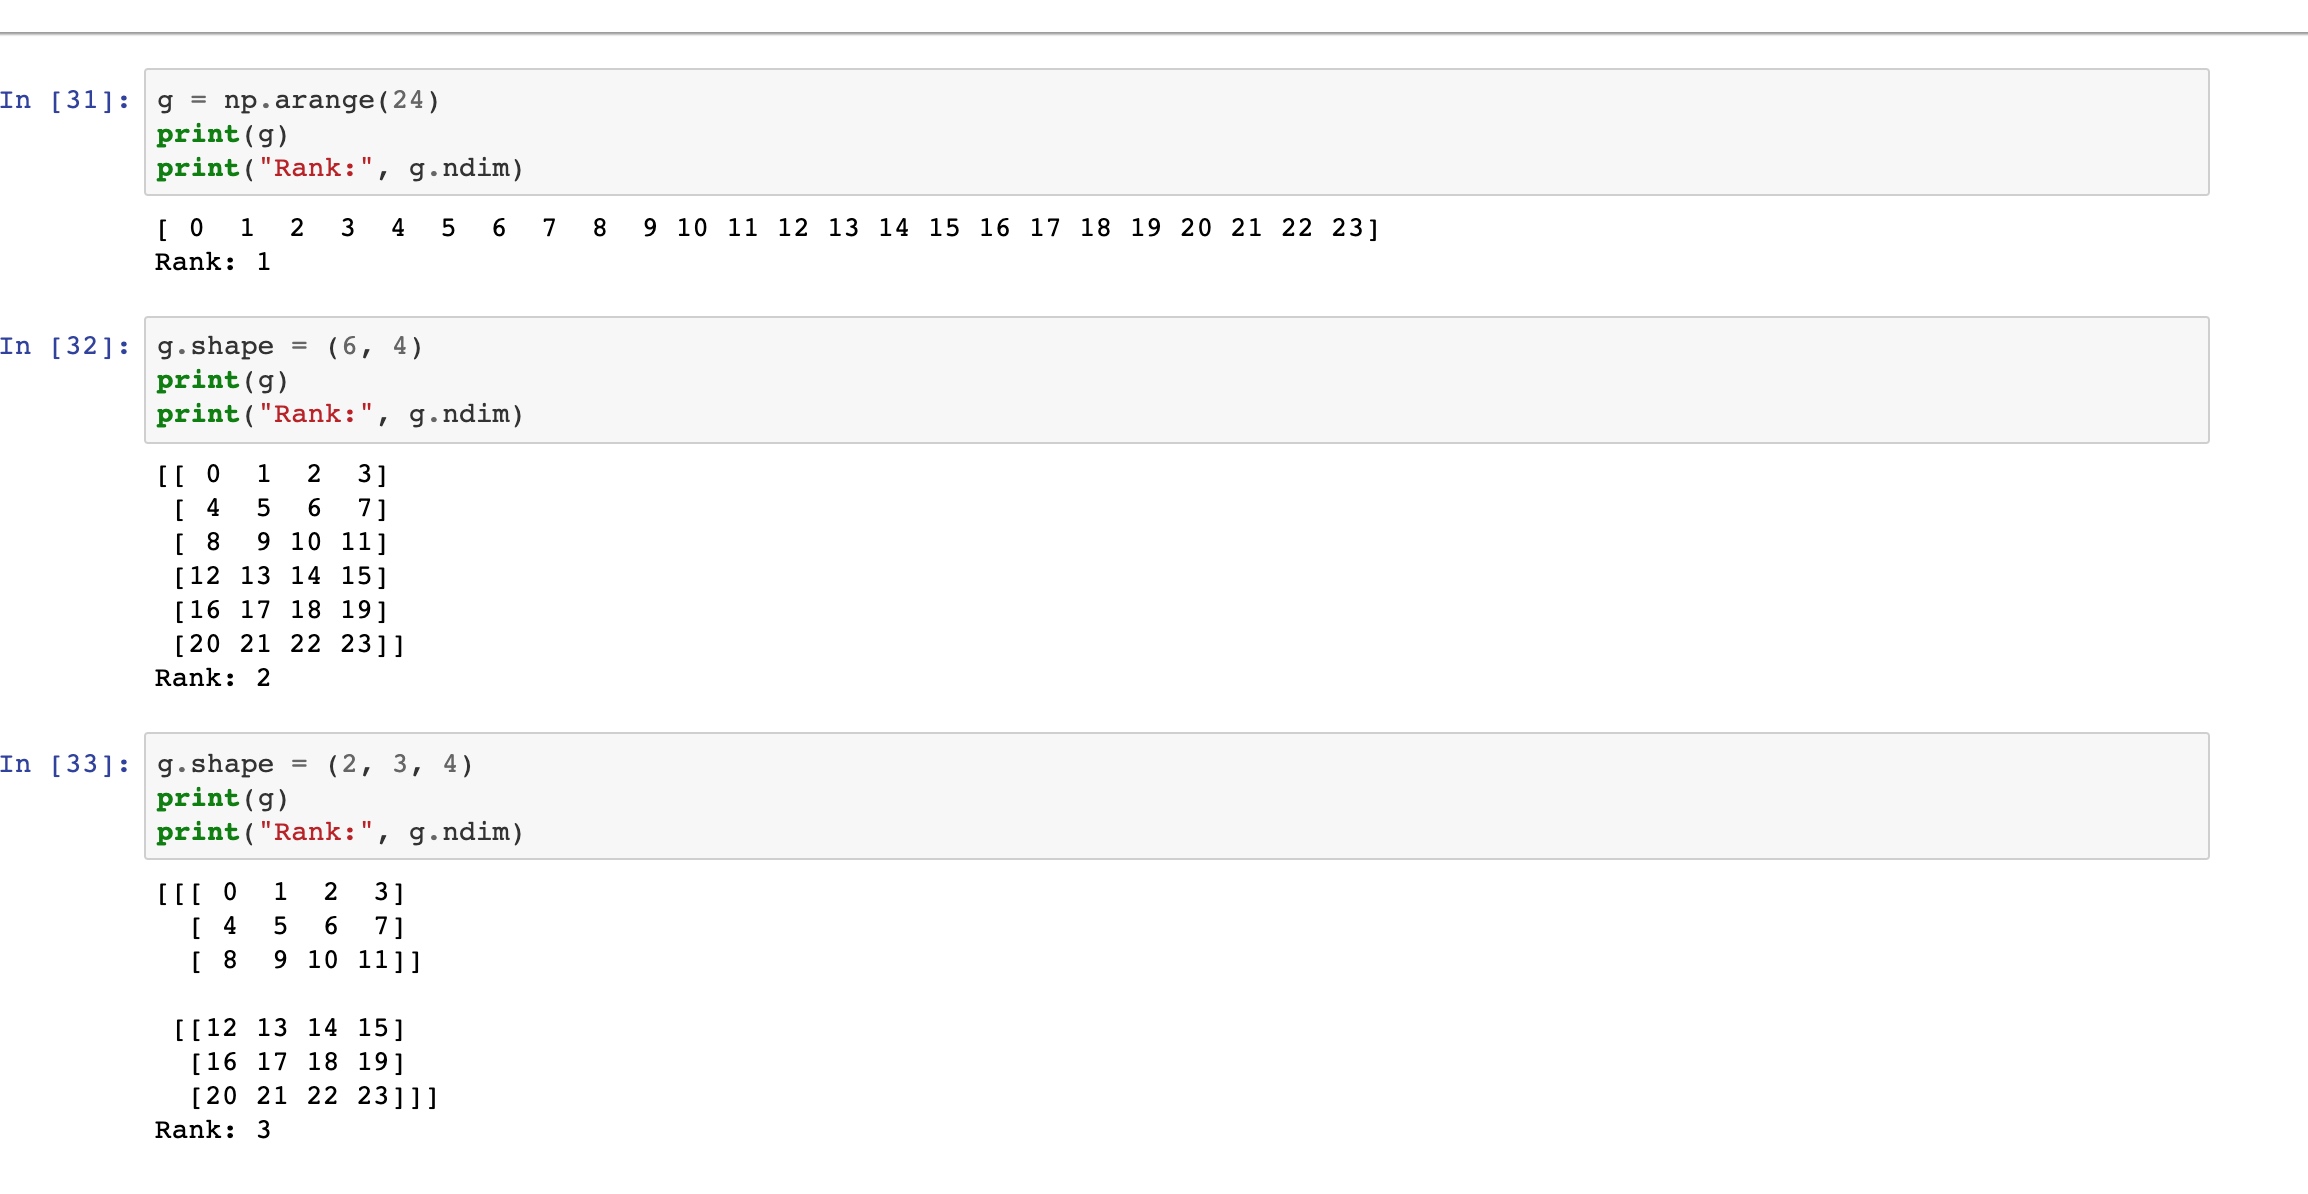 In [31]: g = np.arange(24)
print(g)
print("Rank:", g.ndim)
[ 0  1  2  3  4  5  6  7  8  9 10 11 12 13 14 15 16 17 18 19 20 21 22 23]
Rank: 1
In [32]: g.shape = (6, 4)
print(g)
print("Rank:", g.ndim)
[[ 0  1  2  3]
 [ 4  5  6  7]
 [ 8  9 10 11]
 [12 13 14 15]
 [16 17 18 19]
 [20 21 22 23]]
Rank: 2
In [33]: g.shape = (2, 3, 4)
print(g)
print("Rank:", g.ndim)
[[[ 0  1  2  3]
  [ 4  5  6  7]
  [ 8  9 10 11]]
 [[12 13 14 15]
  [16 17 18 19]
  [20 21 22 23]]]
Rank: 3